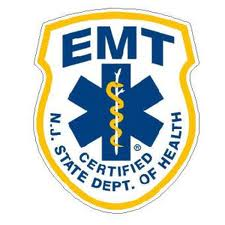 EMT
®
CERTIFIED
N.J. STATE DEPT. OF HEALTH